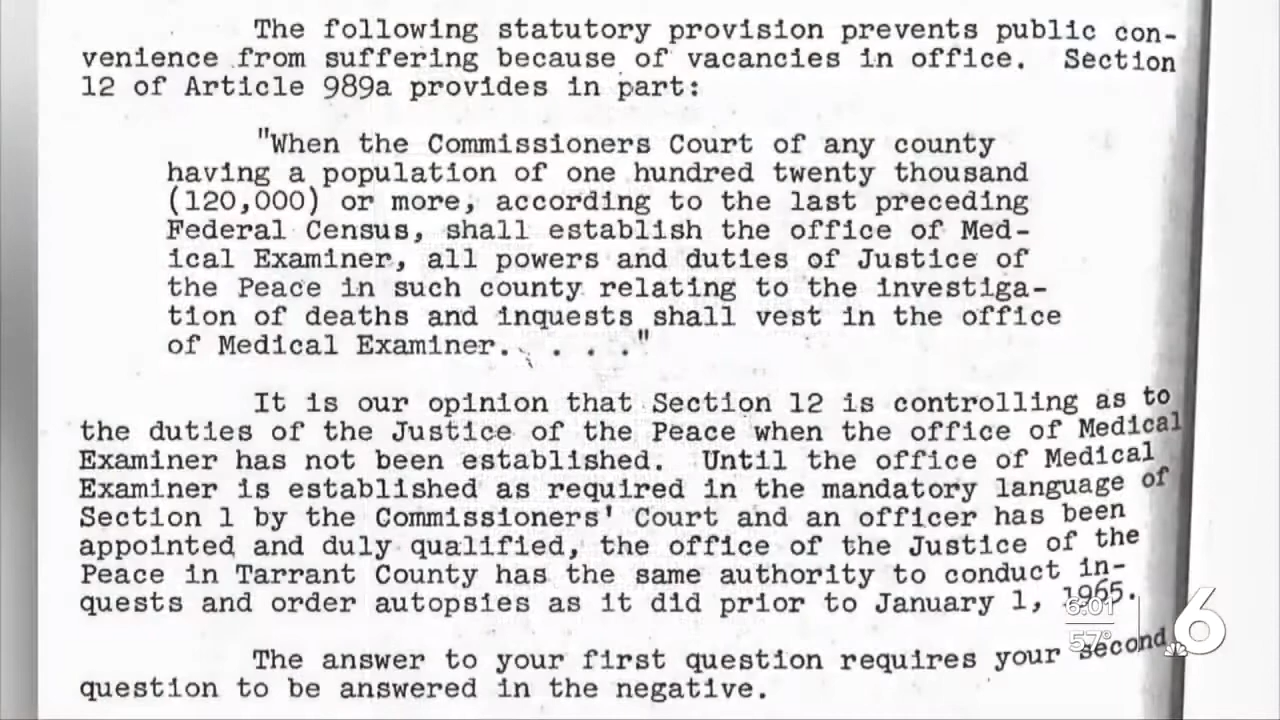 The following statutory provision prevents public con-
venience from suffering because of vacancies in office. Section
12 of Article 989a provides in part:
"When the Commissioners Court of any county
having a population of one hundred twenty thousand
(120,000) or more, according to the last preceding
Federal Census, shall establish the office of Med-
ical Examiner, all powers and duties of Justice of
the Peace in such county relating to the investiga-
tion of deaths and inquests shall vest in the office
of Medical Examiner. . . ."
It is our opinion that Section 12 is controlling as to
the duties of the Justice of the Peace when the office of Medical
Examiner has not been established. Until the office of Medical
Examiner is established as required in the mandatory language of
Section 1 by the Commissioners' Court and an officer has been
appointed and duly qualified, the office of the Justice of the
Peace in Tarrant County has the same authority to conduct in-
quests and order autopsies as it did prior to January 1, 1965.
The answer to your first question requires your second
question to be answered in the negative.
6:01
57°
6